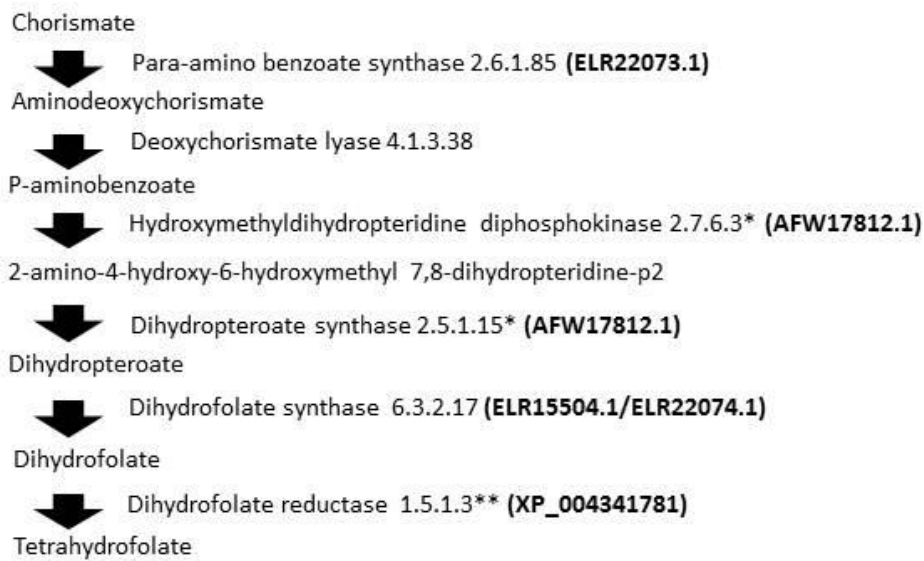 Chorismate
Para-amino benzoate synthase 2.6.1.85 (ELR22073.1)
Aminodeoxychorismate
Deoxychorismate lyase 4.1.3.38
P-aminobenzoate
Hydroxymethyldihydropteridine diphosphokinase 2.7.6.3* (AFW17812.1)
2-amino-4-hydroxy-6-hydroxymethyl 7,8-dihydropteridine-p2
Dihydropteroate synthase 2.5.1.15* (AFW17812.1)
Dihydropteroate
Dihydrofolate synthase 6.3.2.17 (ELR15504.1/ELR22074.1)
Dihydrofolate
Dihydrofolate reductase 1.5.1.3** (XP_004341781)
Tetrahydrofolate